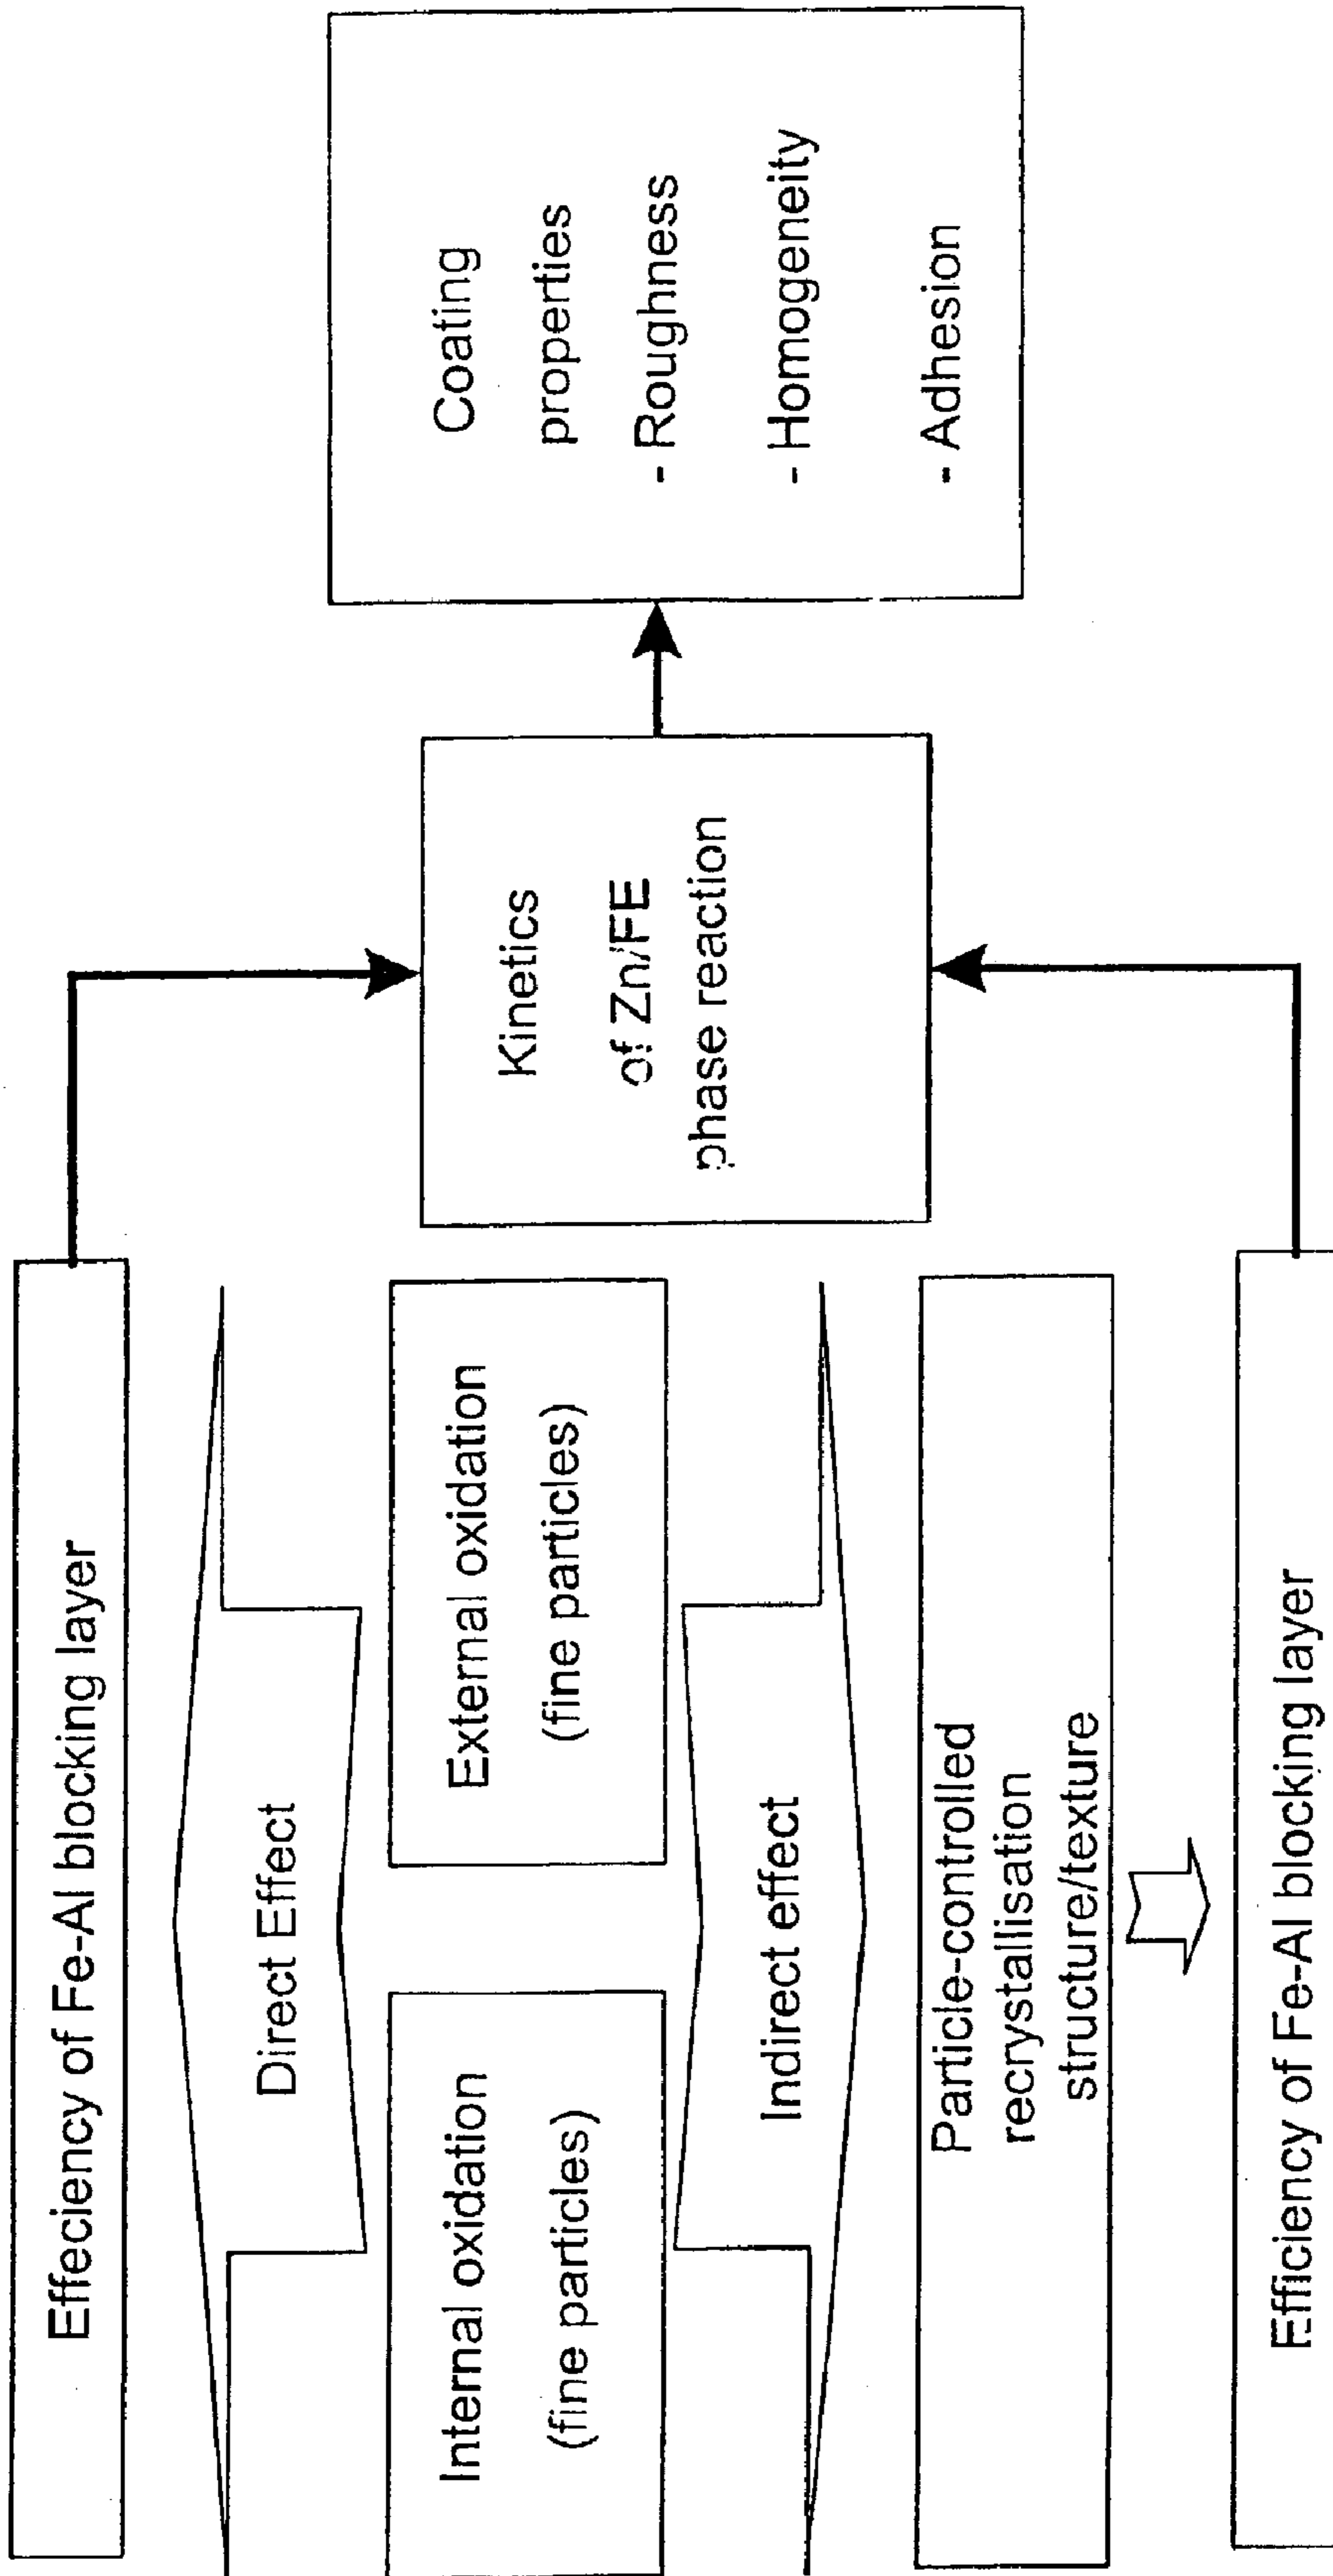 Effeciency of Fe-Al blocking layer
Direct Effect
Internal oxidation
(fine particles)
External oxidation
(fine particles)
Indirect effect
Particle-controlled
recrystallisation
structure/texture
Efficiency of Fe-Al blocking layer
Kinetics
of Zn/FE
phase reaction
Coating
properties
- Roughness
- Homogeneity
- Adhesion